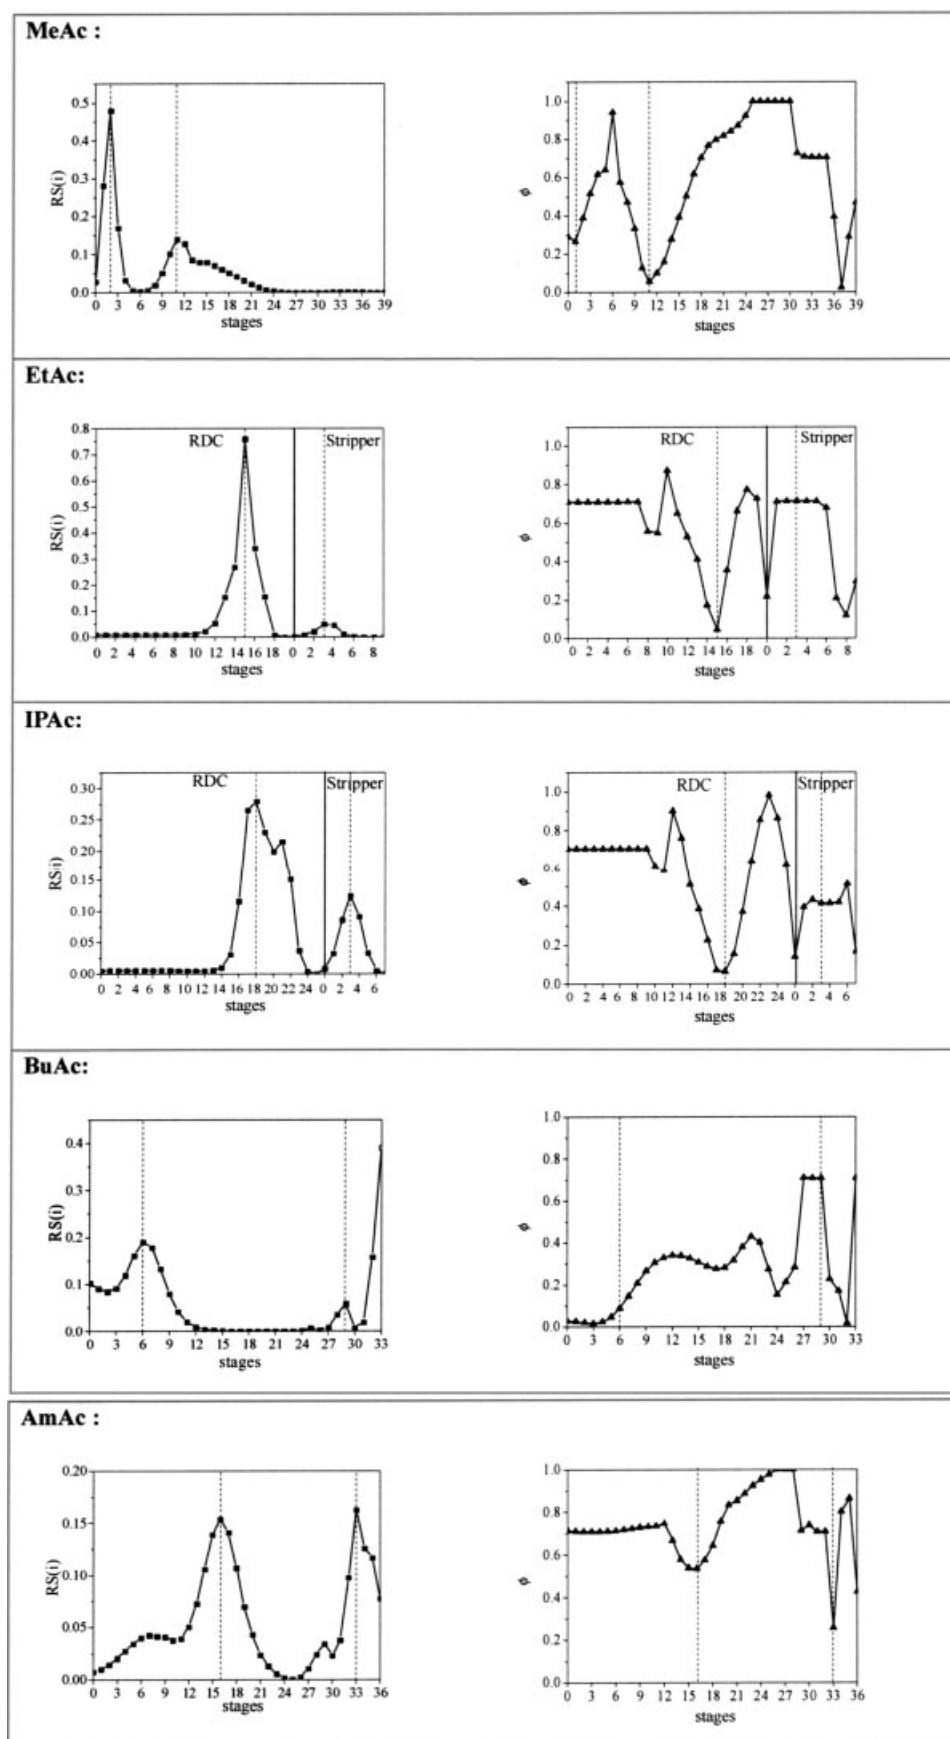 MeAc :
RS(i)
0.5
0.4
0.3
0.2
0.1
0.0
0 3 6 9 12 15 18 21 24 27 30 33 36 39
stages
ϕ
1.0
0.8
0.6
0.4
0.2
0.0
0 3 6 9 12 15 18 21 24 27 30 33 36 39
stages
EtAc:
RDC
Stripper
RS(i)
0.8
0.7
0.6
0.5
0.4
0.3
0.2
0.1
0.0
0 2 4 6 8 10 12 14 16 18 0 2 4 6 8
stages
RDC
Stripper
ϕ
1.0
0.8
0.6
0.4
0.2
0.0
0 2 4 6 8 10 12 14 16 18 0 2 4 6 8
stages
IPAc:
RDC
Stripper
RS(i)
0.30
0.25
0.20
0.15
0.10
0.05
0.00
0 2 4 6 8 10 12 14 16 18 20 22 24 0 2 4 6
stages
RDC
Stripper
ϕ
1.0
0.8
0.6
0.4
0.2
0.0
0 2 4 6 8 10 12 14 16 18 20 22 24 0 2 4 6
stages
BuAc:
RS(i)
0.4
0.3
0.2
0.1
0.0
0 3 6 9 12 15 18 21 24 27 30 33
stages
ϕ
1.0
0.8
0.6
0.4
0.2
0.0
0 3 6 9 12 15 18 21 24 27 30 33
stages
AmAc :
RS(i)
0.20
0.15
0.10
0.05
0.00
0 3 6 9 12 15 18 21 24 27 30 33 36
stages
ϕ
1.0
0.8
0.6
0.4
0.2
0.0
0 3 6 9 12 15 18 21 24 27 30 33 36
stages